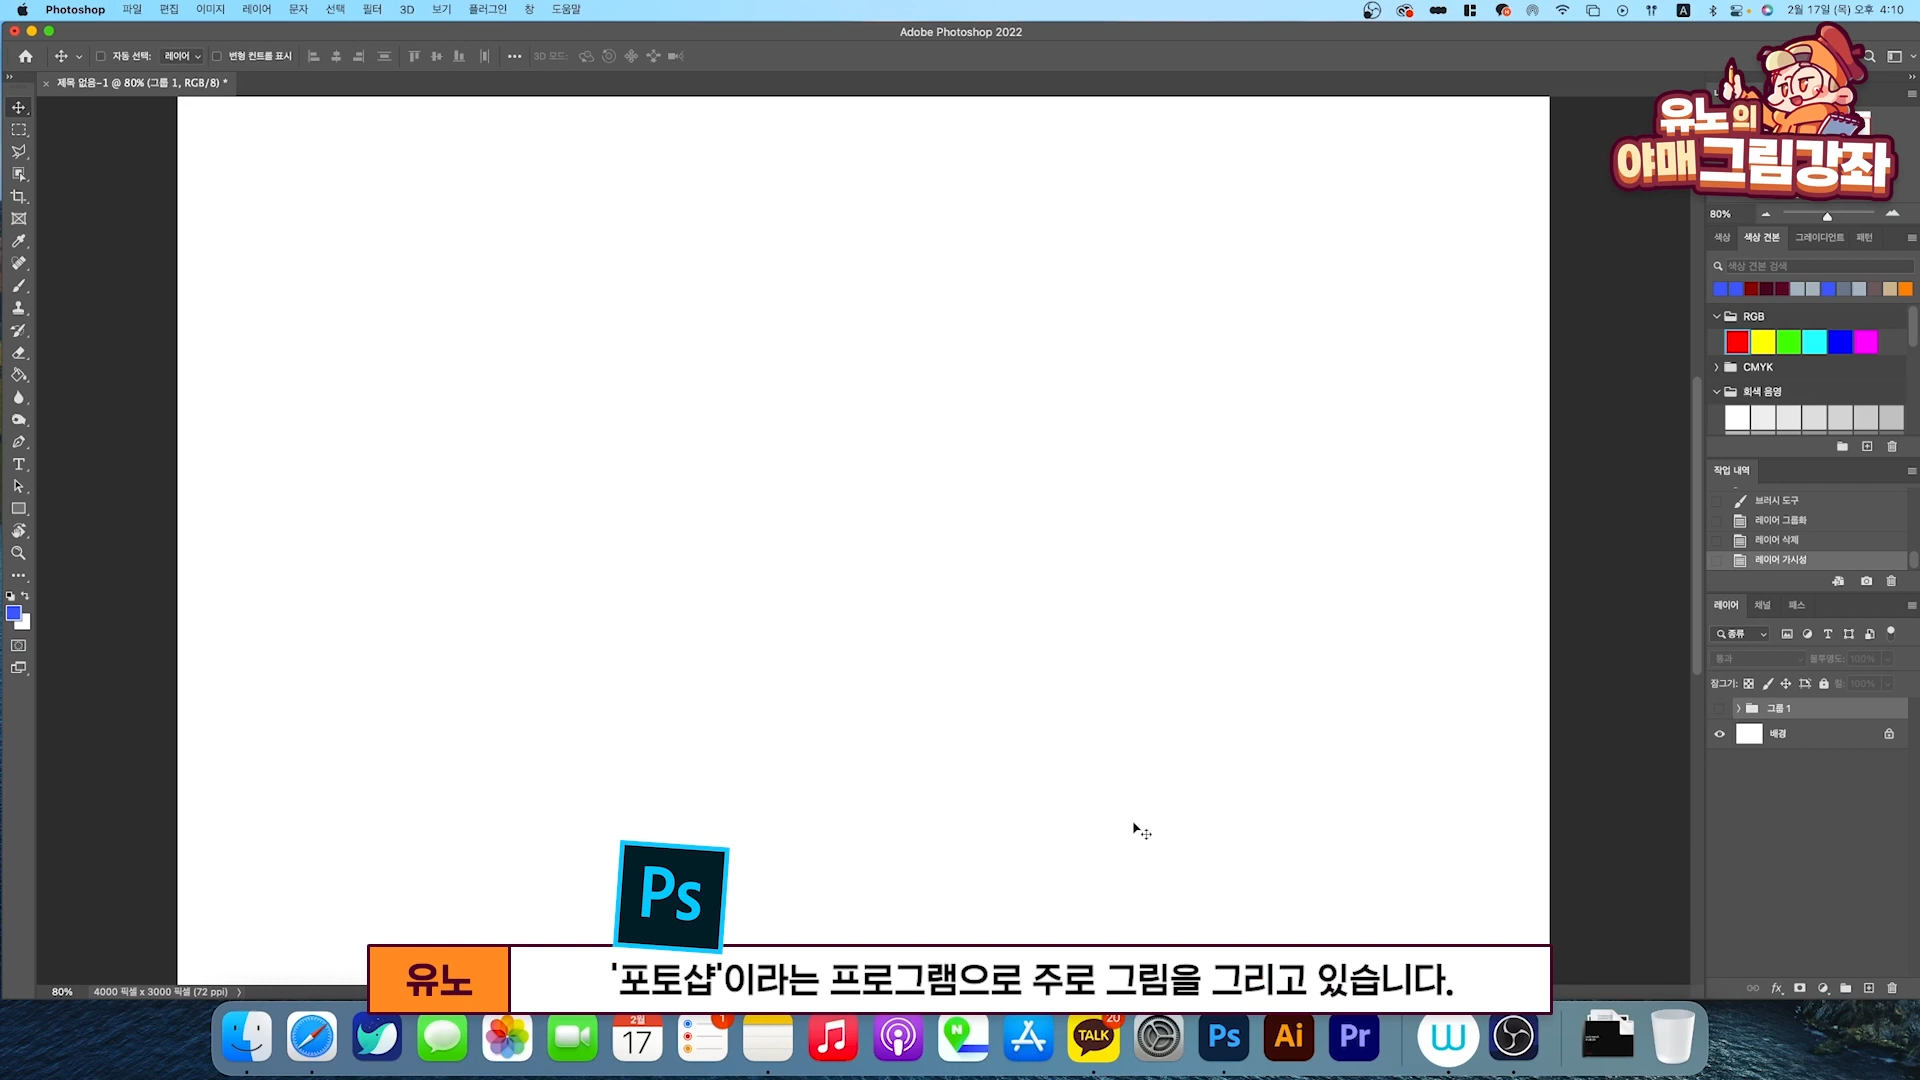 Photoshop 파일 편집 이미지 레이어 문자 선택 필터 3D 보기 플러그인 창 도움말
A 2월 17일 (목) 오후 4:10
Adobe Photoshop 2022
자동 선택: 레이어 변형 컨트롤 표시 3D 모드:
제목 없음-1 @ 80% (그룹 1, RGB/8) *
유노의
야매그림강좌
80%
색상 색상 견본 그레이디언트 패턴
색상 견본 검색
RGB
CMYK
회색 음영
작업 내역
브러시 도구
레이어 그룹화
레이어 삭제
레이어 가시성
레이어 채널 패스
종류
통과 불투명도: 100%
잠그기: 칠: 100%
그룹 1
배경
Ps
유노 '포토샵'이라는 프로그램으로 주로 그림을 그리고 있습니다.
80% 4000 픽셀 x 3000 픽셀 (72 ppi)
fx
2월
17
1
N
TALK
20
Ps
Ai
Pr